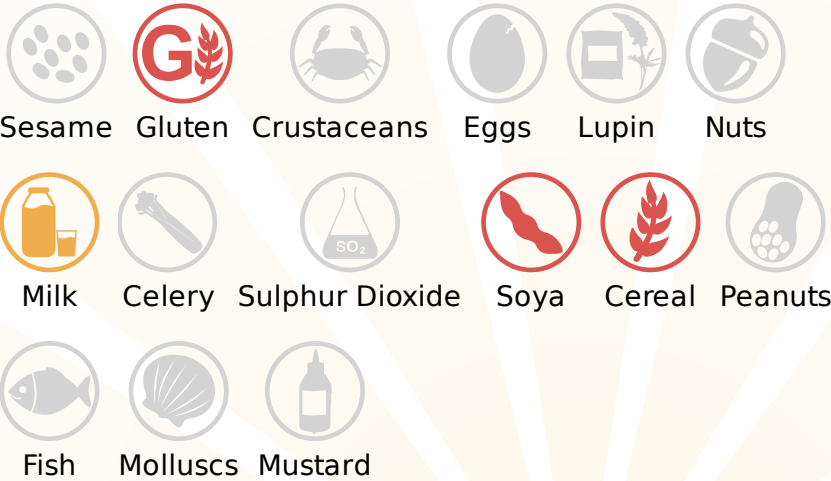 G
Sesame Gluten Crustaceans Eggs Lupin Nuts
SO₂
Milk Celery Sulphur Dioxide Soya Cereal Peanuts
Fish Molluscs Mustard